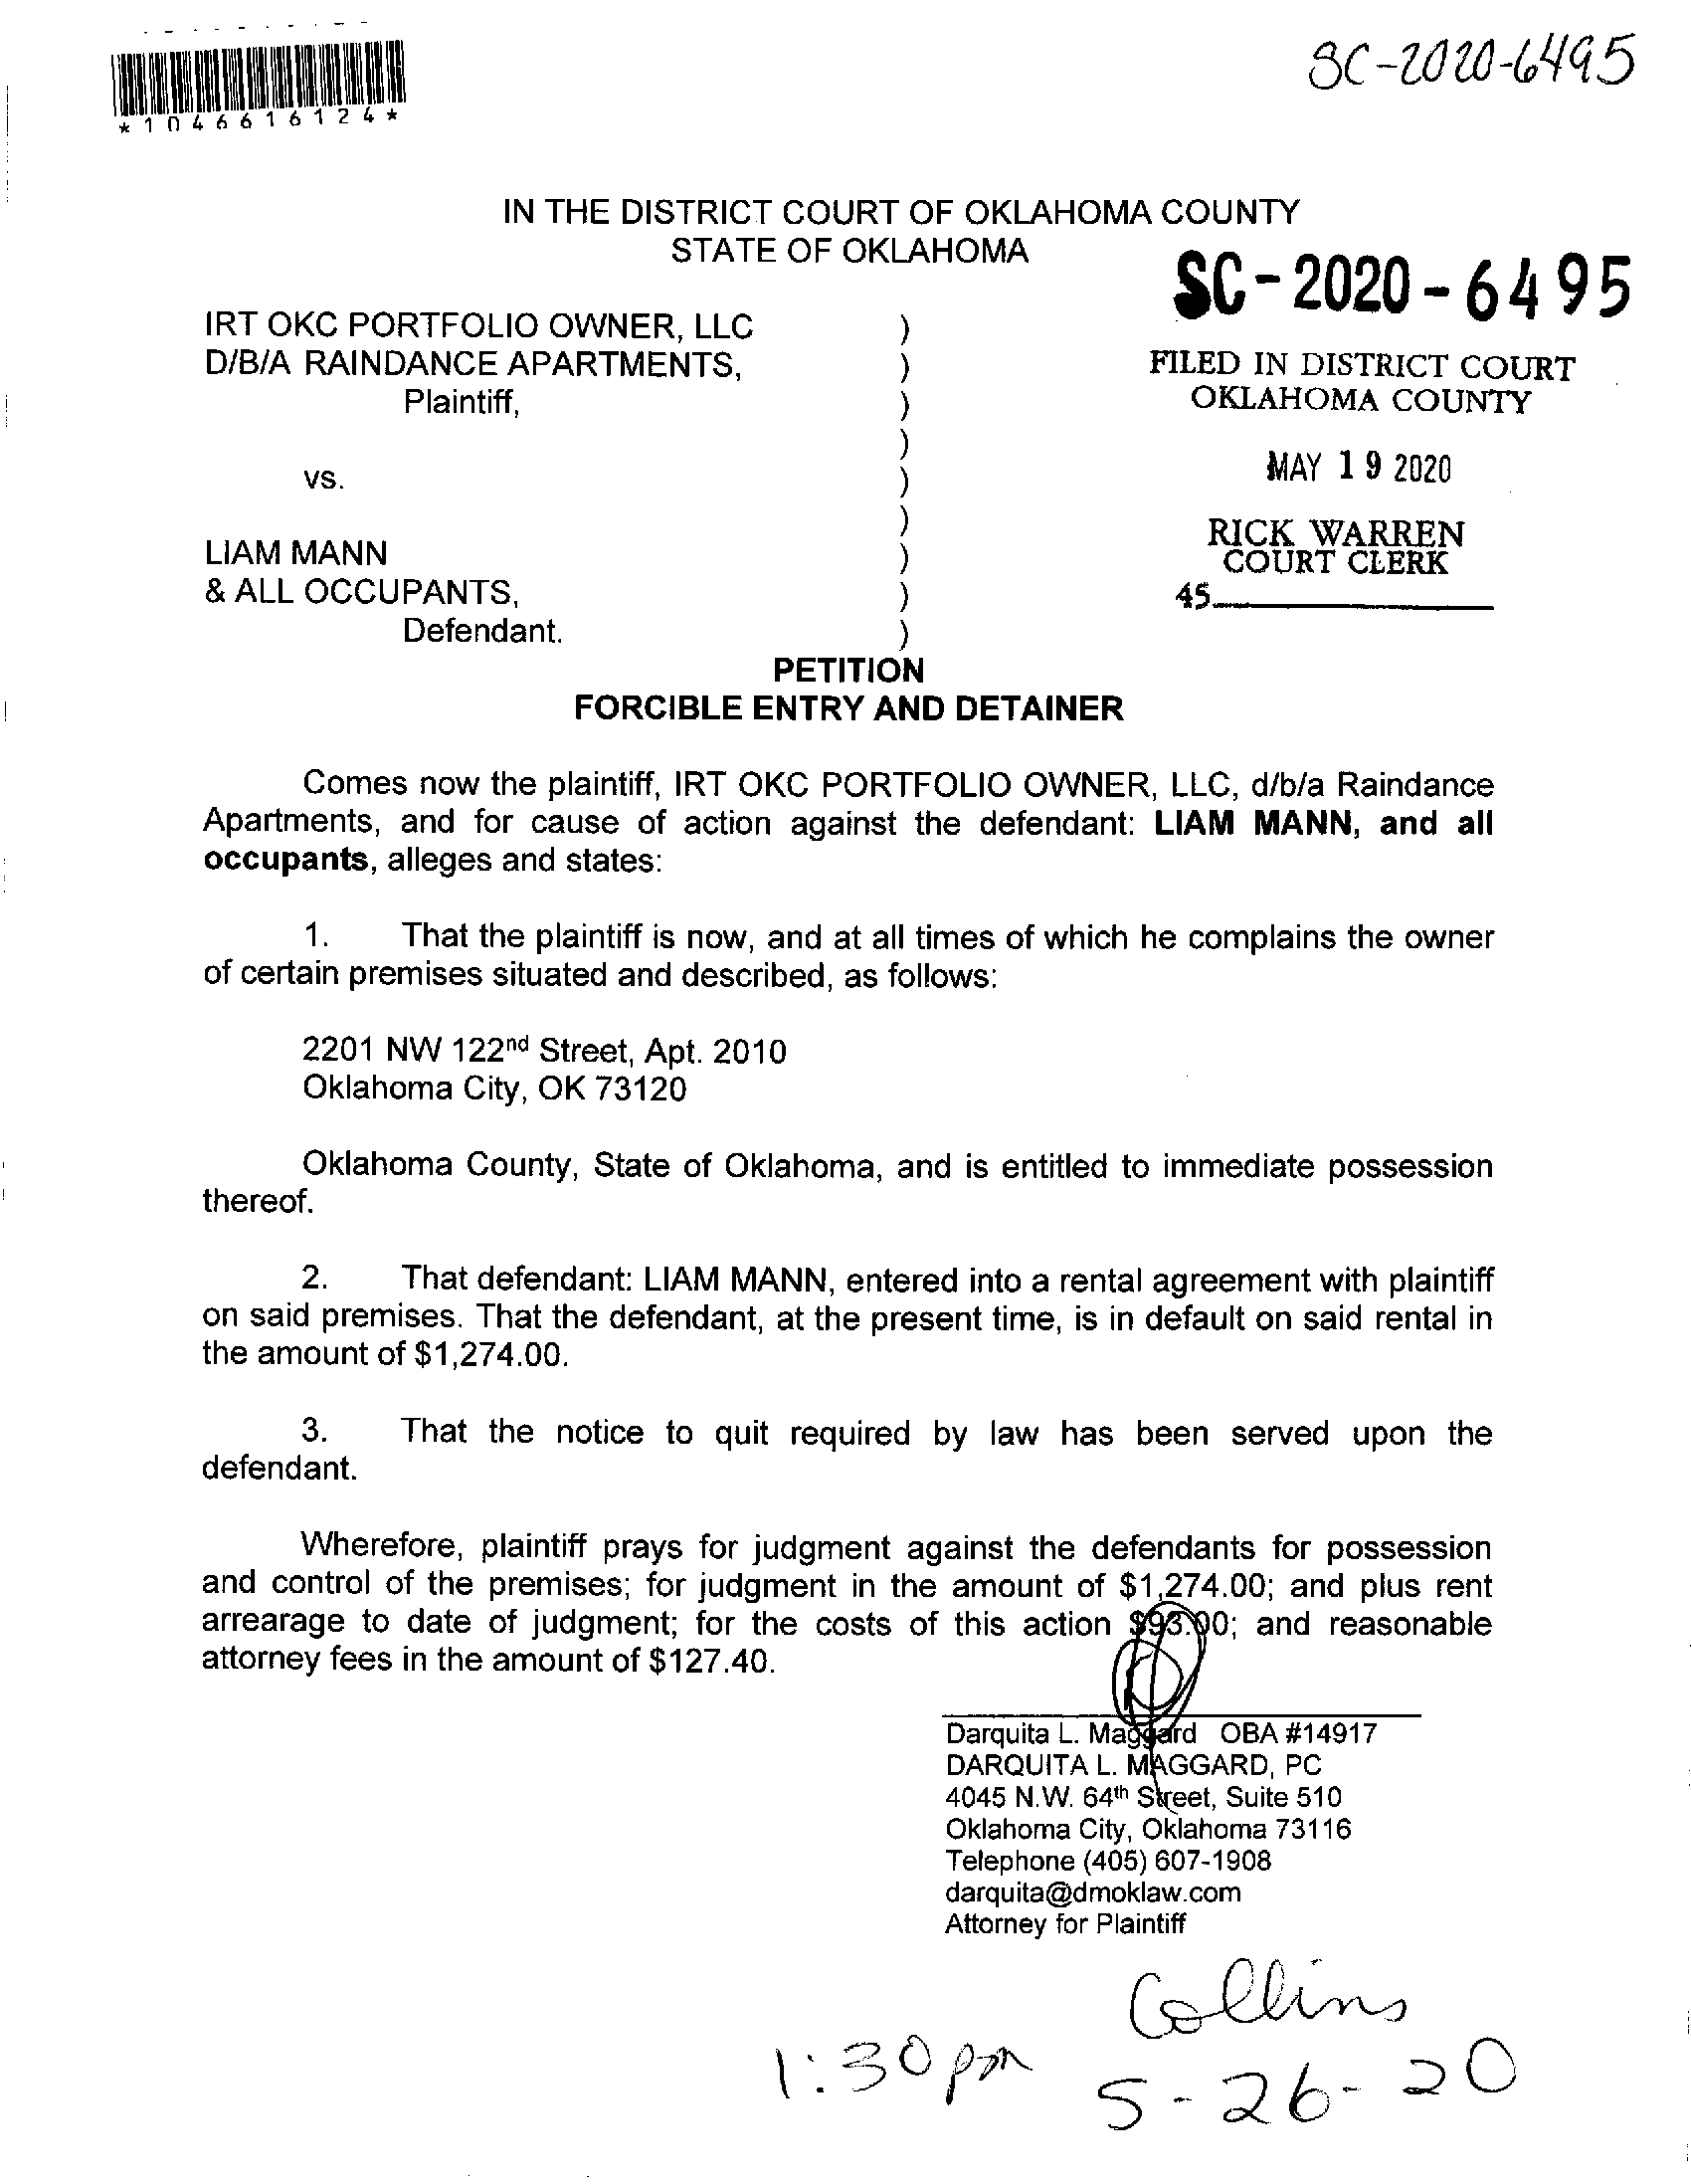 SC-2020-6495
*1046616124*
IN THE DISTRICT COURT OF OKLAHOMA COUNTY
STATE OF OKLAHOMA
SC-2020-6495
IRT OKC PORTFOLIO OWNER, LLC )
D/B/A RAINDANCE APARTMENTS, )
FILED IN DISTRICT COURT
Plaintiff, )
OKLAHOMA COUNTY
)
vs. )
MAY 19 2020
)
RICK WARREN
LIAM MANN )
COURT CLERK
& ALL OCCUPANTS, )
45
Defendant. )
PETITION
FORCIBLE ENTRY AND DETAINER
Comes now the plaintiff, IRT OKC PORTFOLIO OWNER, LLC, d/b/a Raindance
Apartments, and for cause of action against the defendant: LIAM MANN, and all
occupants, alleges and states:
1. That the plaintiff is now, and at all times of which he complains the owner
of certain premises situated and described, as follows:
2201 NW 122nd Street, Apt. 2010
Oklahoma City, OK 73120
Oklahoma County, State of Oklahoma, and is entitled to immediate possession
thereof.
2. That defendant: LIAM MANN, entered into a rental agreement with plaintiff
on said premises. That the defendant, at the present time, is in default on said rental in
the amount of $1,274.00.
3. That the notice to quit required by law has been served upon the
defendant.
Wherefore, plaintiff prays for judgment against the defendants for possession
and control of the premises; for judgment in the amount of $1,274.00; and plus rent
arrearage to date of judgment; for the costs of this action $93.00; and reasonable
attorney fees in the amount of $127.40.
Darquita L. Maggard OBA #14917
DARQUITA L. MAGGARD, PC
4045 N.W. 64th Street, Suite 510
Oklahoma City, Oklahoma 73116
Telephone (405) 607-1908
darquita@dmoklaw.com
Attorney for Plaintiff
Collins
1:30pm
5-26-20